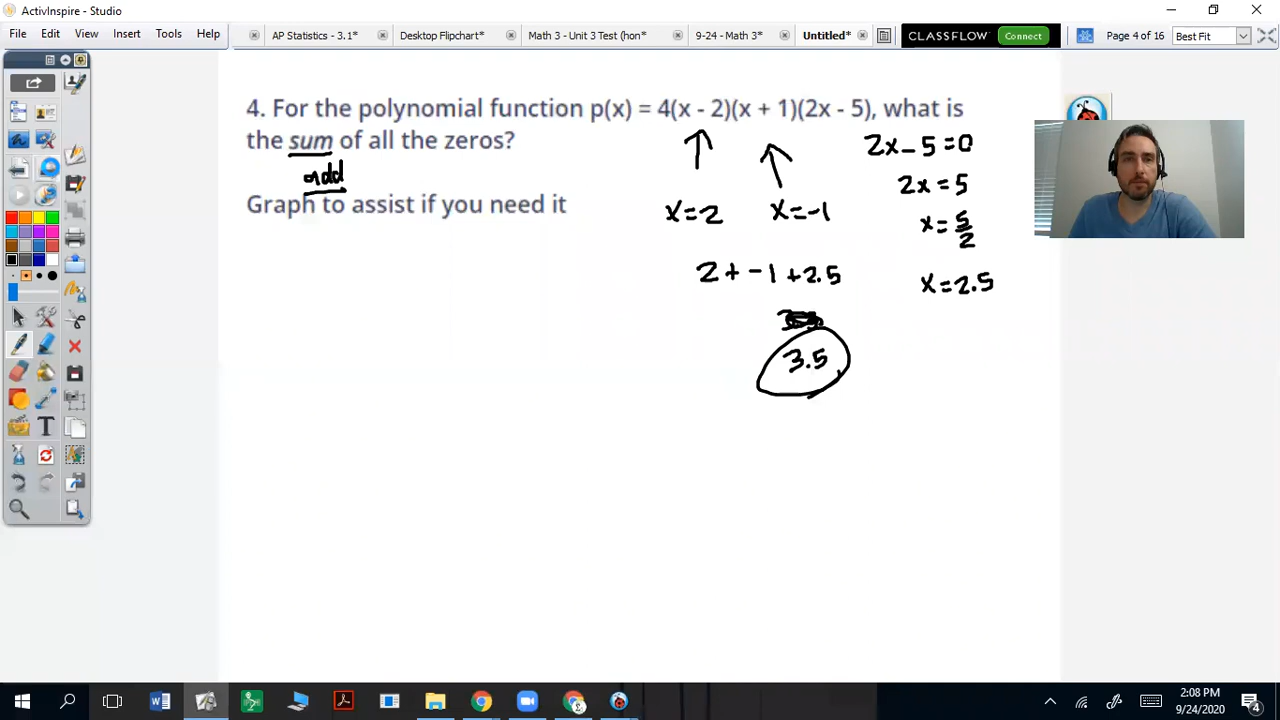 ActivInspire - Studio
File Edit View Insert Tools Help
AP Statistics - 3.1* Desktop Flipchart* Math 3 - Unit 3 Test (hon* 9-24 - Math 3* Untitled* CLASSFLOW Connect Page 4 of 16 Best Fit
4. For the polynomial function p(x) = 4(x - 2)(x + 1)(2x - 5), what is
the sum of all the zeros?
add
Graph to assist if you need it
x=2 x=-1
2x-5=0
2x=5
x=5/2
x=2.5
2+-1+2.5
3.5
2:08 PM
9/24/2020
4